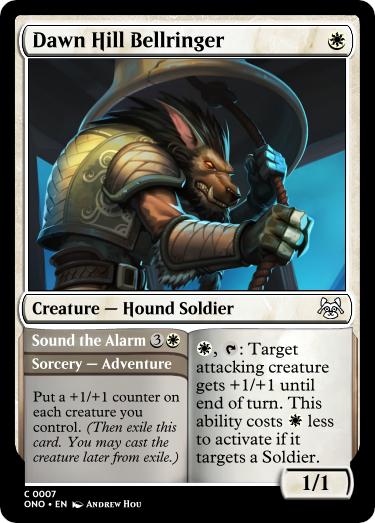 Dawn Hill Bellringer
Creature — Hound Soldier
Sound the Alarm 3
Sorcery — Adventure
Put a +1/+1 counter on
each creature you
control. (Then exile this
card. You may cast the
creature later from exile.)
, : Target
attacking creature
gets +1/+1 until
end of turn. This
ability costs less
to activate if it
targets a Soldier.
1/1
C 0007
ONO • EN Andrew Hou